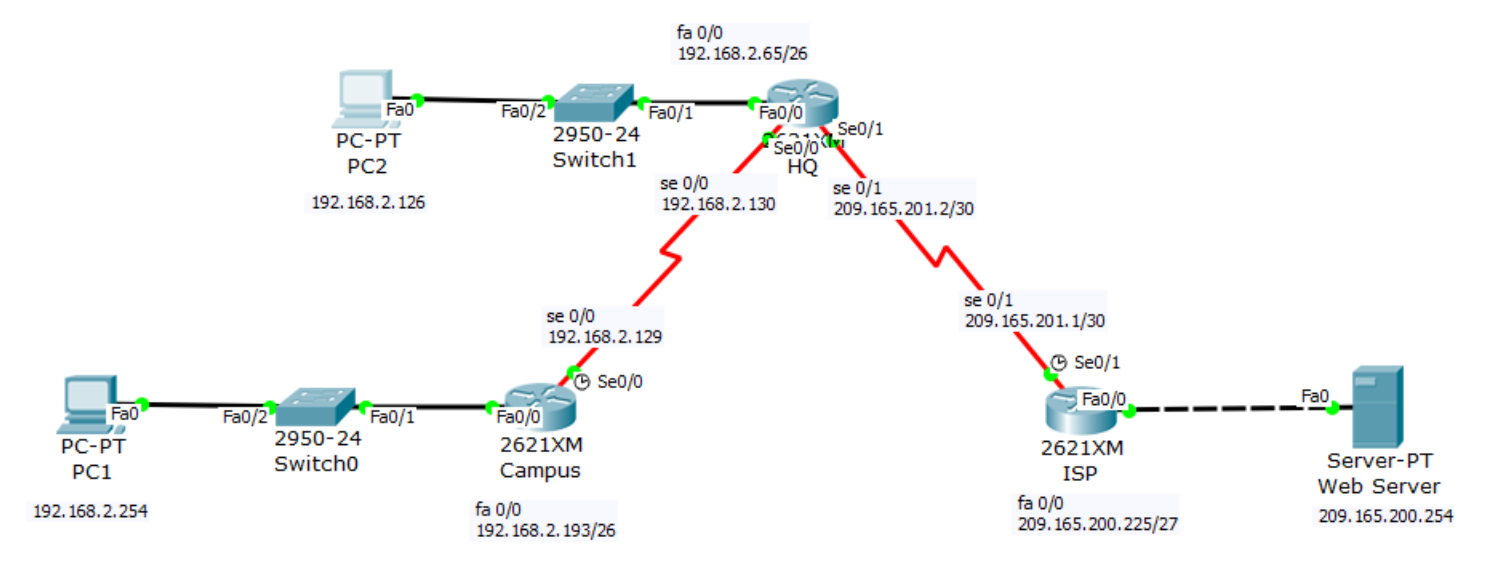 fa 0/0
192.168.2.65/26
Fa0
Fa0/2
Fa0/1
Fa0/0
Se0/1
PC-PT
PC2
2950-24
Switch1
2621XM
Se0/0
HQ
192.168.2.126
se 0/0
192.168.2.130
se 0/1
209.165.201.2/30
se 0/0
192.168.2.129
se 0/1
209.165.201.1/30
Se0/0
Se0/1
Fa0
Fa0/2
Fa0/1
Fa0/0
Fa0/0
Fa0
PC-PT
PC1
2950-24
Switch0
2621XM
Campus
2621XM
ISP
Server-PT
Web Server
192.168.2.254
fa 0/0
192.168.2.193/26
fa 0/0
209.165.200.225/27
209.165.200.254